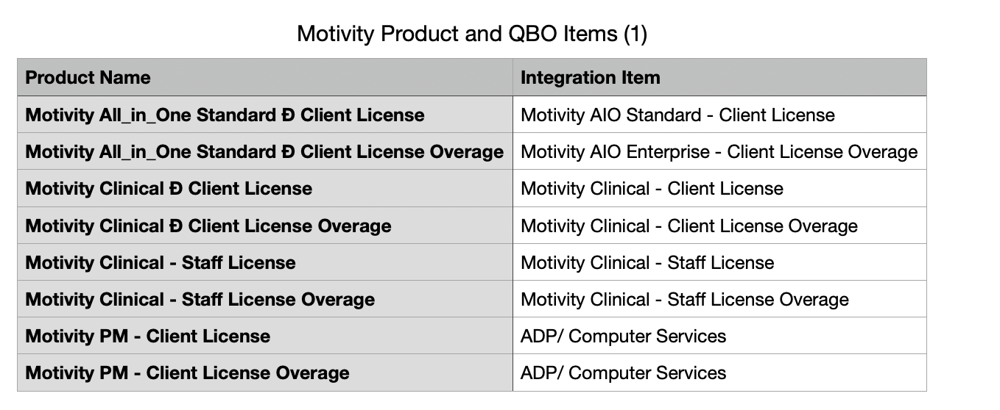 Motivity Product and QBO Items (1)
Product Name Integration Item
Motivity All_in_One Standard Ð Client License Motivity AIO Standard - Client License
Motivity All_in_One Standard Ð Client License Overage Motivity AIO Enterprise - Client License Overage
Motivity Clinical Ð Client License Motivity Clinical - Client License
Motivity Clinical Ð Client License Overage Motivity Clinical - Client License Overage
Motivity Clinical - Staff License Motivity Clinical - Staff License
Motivity Clinical - Staff License Overage Motivity Clinical - Staff License Overage
Motivity PM - Client License ADP/ Computer Services
Motivity PM - Client License Overage ADP/ Computer Services